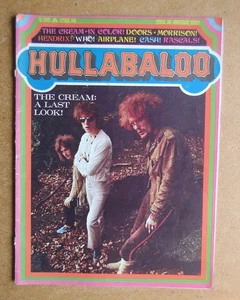 THE CREAM-IN COLOR! DOORS • MORRISON!
HENDRIX! WHO! AIRPLANE! CASH! RASCALS!
HULLABALOO
THE CREAM:
A LAST
LOOK!